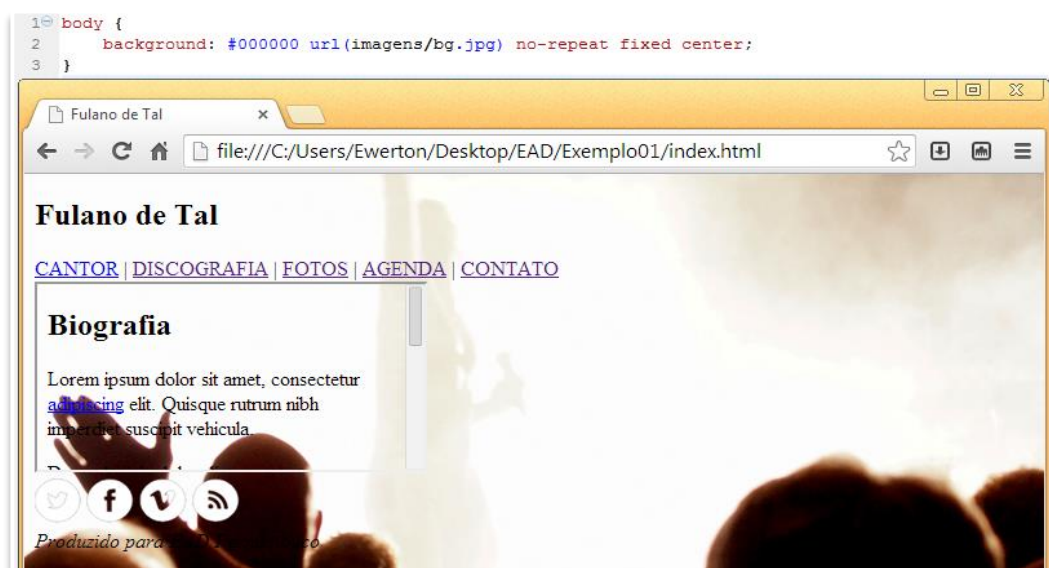 1 body {
2 background: #000000 url(imagens/bg.jpg) no-repeat fixed center;
3 }
Fulano de Tal
file:///C:/Users/Ewerton/Desktop/EAD/Exemplo01/index.html
Fulano de Tal
CANTOR | DISCOGRAFIA | FOTOS | AGENDA | CONTATO
Biografia
Lorem ipsum dolor sit amet, consectetur
adipiscing elit. Quisque rutrum nibh
imperdiet suscipit vehicula.
Produzido para